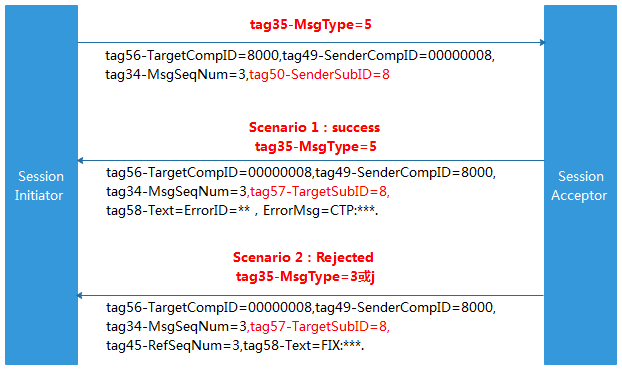 tag35-MsgType=5
tag56-TargetCompID=8000,tag49-SenderCompID=00000008,
tag34-MsgSeqNum=3,tag50-SenderSubID=8
Scenario 1：success
tag35-MsgType=5
tag56-TargetCompID=00000008,tag49-SenderCompID=8000,
tag34-MsgSeqNum=3,tag57-TargetSubID=8,
tag58-Text=ErrorID=**，ErrorMsg=CTP:***.
Session
Initiator
Session
Acceptor
Scenario 2：Rejected
tag35-MsgType=3或j
tag56-TargetCompID=00000008,tag49-SenderCompID=8000,
tag34-MsgSeqNum=3,tag57-TargetSubID=8,
tag45-RefSeqNum=3,tag58-Text=FIX:***.